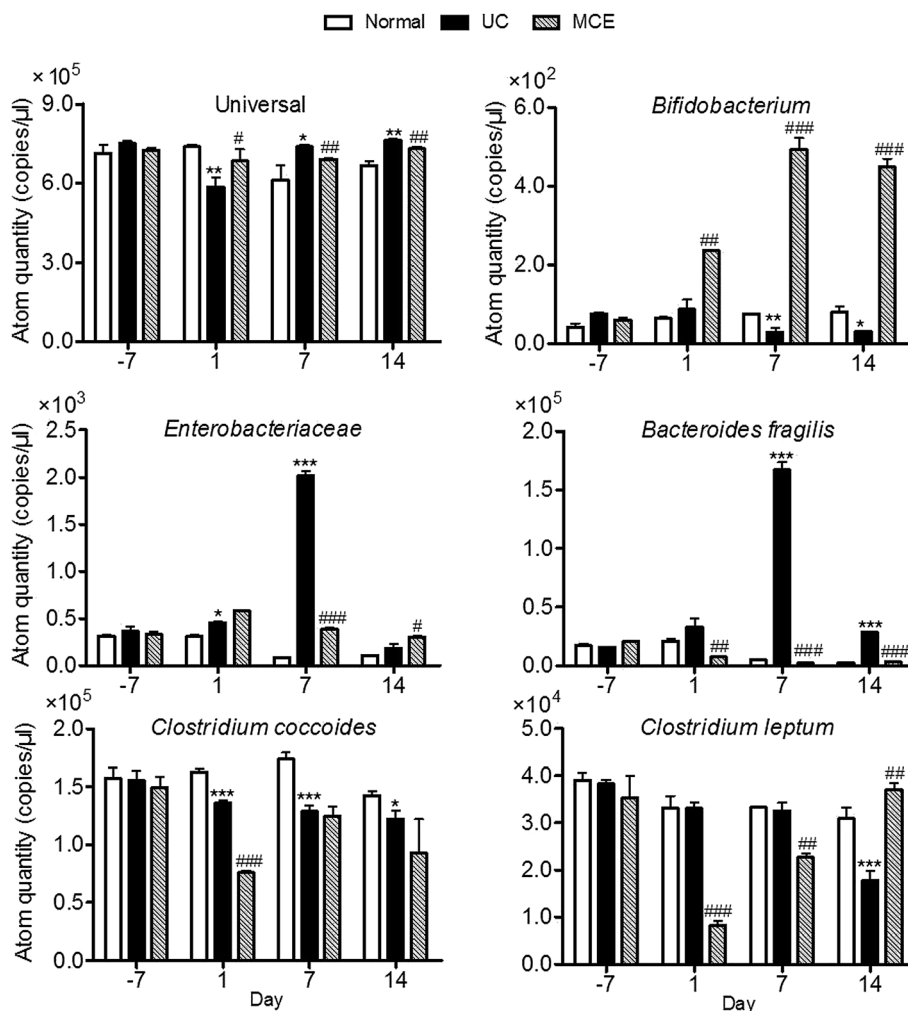 Normal UC MCE
× 10⁵
Universal
Atom quantity (copies/µl)
9.0
6.0
3.0
0.0
** # * ## ** ##
-7 1 7 14
× 10²
Bifidobacterium
Atom quantity (copies/µl)
6.0
4.0
2.0
0.0
## ** ### * ###
-7 1 7 14
×10³
Enterobacteriaceae
Atom quantity (copies/µl)
2.5
2.0
1.5
1.0
0.5
0.0
* *** ### #
-7 1 7 14
×10⁵
Bacteroides fragilis
Atom quantity (copies/µl)
2.0
1.5
1.0
0.5
0.0
## *** ### *** ###
-7 1 7 14
×10⁵
Clostridium coccoides
Atom quantity (copies/µl)
2.0
1.5
1.0
0.5
0.0
*** ### *** *
-7 1 7 14
Day
×10⁴
Clostridium leptum
Atom quantity (copies/µl)
5.0
4.0
3.0
2.0
1.0
0.0
### ## *** ##
-7 1 7 14
Day